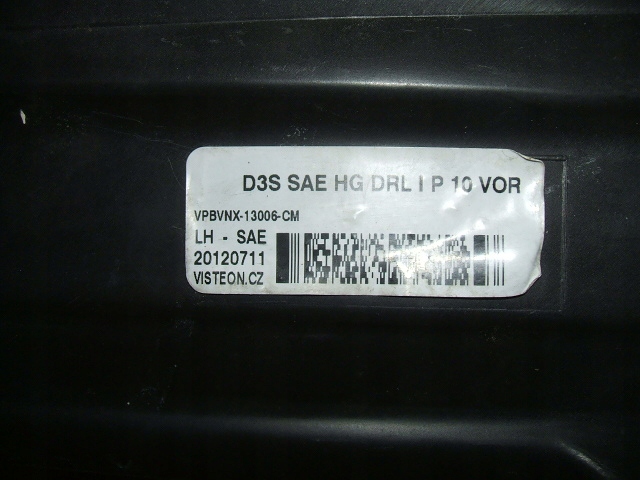 D3S SAE HG DRL I P 10 VOR
VPBVNX-13006-CM
LH - SAE
20120711
VISTEON.CZ